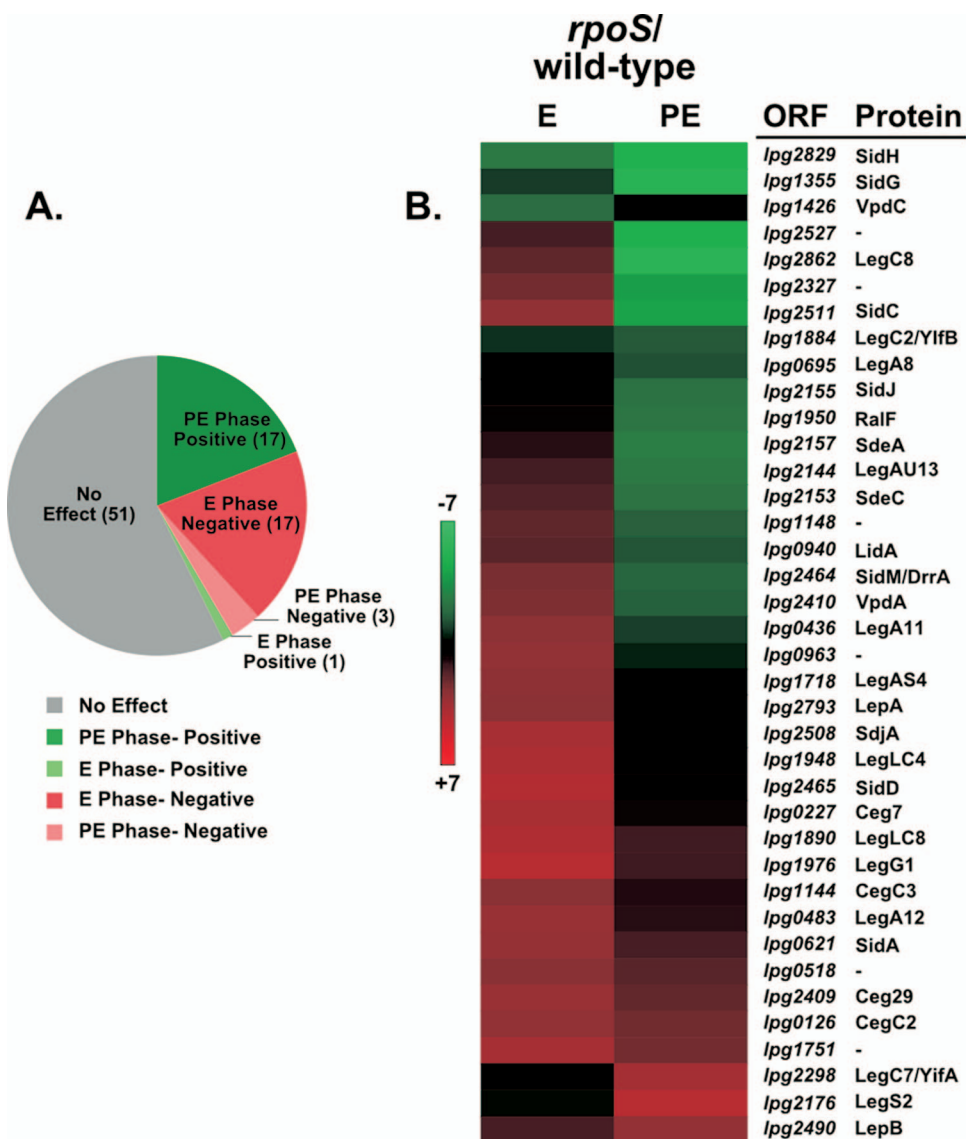 A.
PE Phase
Positive (17)
No
Effect (51)
E Phase
Negative (17)
PE Phase
Negative (3)
E Phase
Positive (1)
No Effect
PE Phase- Positive
E Phase- Positive
E Phase- Negative
PE Phase- Negative
B.
rpoS/
wild-type
E PE ORF Protein
-7
+7
lpg2829 SidH
lpg1355 SidG
lpg1426 VpdC
lpg2527 -
lpg2862 LegC8
lpg2327 -
lpg2511 SidC
lpg1884 LegC2/YlfB
lpg0695 LegA8
lpg2155 SidJ
lpg1950 RalF
lpg2157 SdeA
lpg2144 LegAU13
lpg2153 SdeC
lpg1148 -
lpg0940 LidA
lpg2464 SidM/DrrA
lpg2410 VpdA
lpg0436 LegA11
lpg0963 -
lpg1718 LegAS4
lpg2793 LepA
lpg2508 SdjA
lpg1948 LegLC4
lpg2465 SidD
lpg0227 Ceg7
lpg1890 LegLC8
lpg1976 LegG1
lpg1144 CegC3
lpg0483 LegA12
lpg0621 SidA
lpg0518 -
lpg2409 Ceg29
lpg0126 CegC2
lpg1751 -
lpg2298 LegC7/YifA
lpg2176 LegS2
lpg2490 LepB